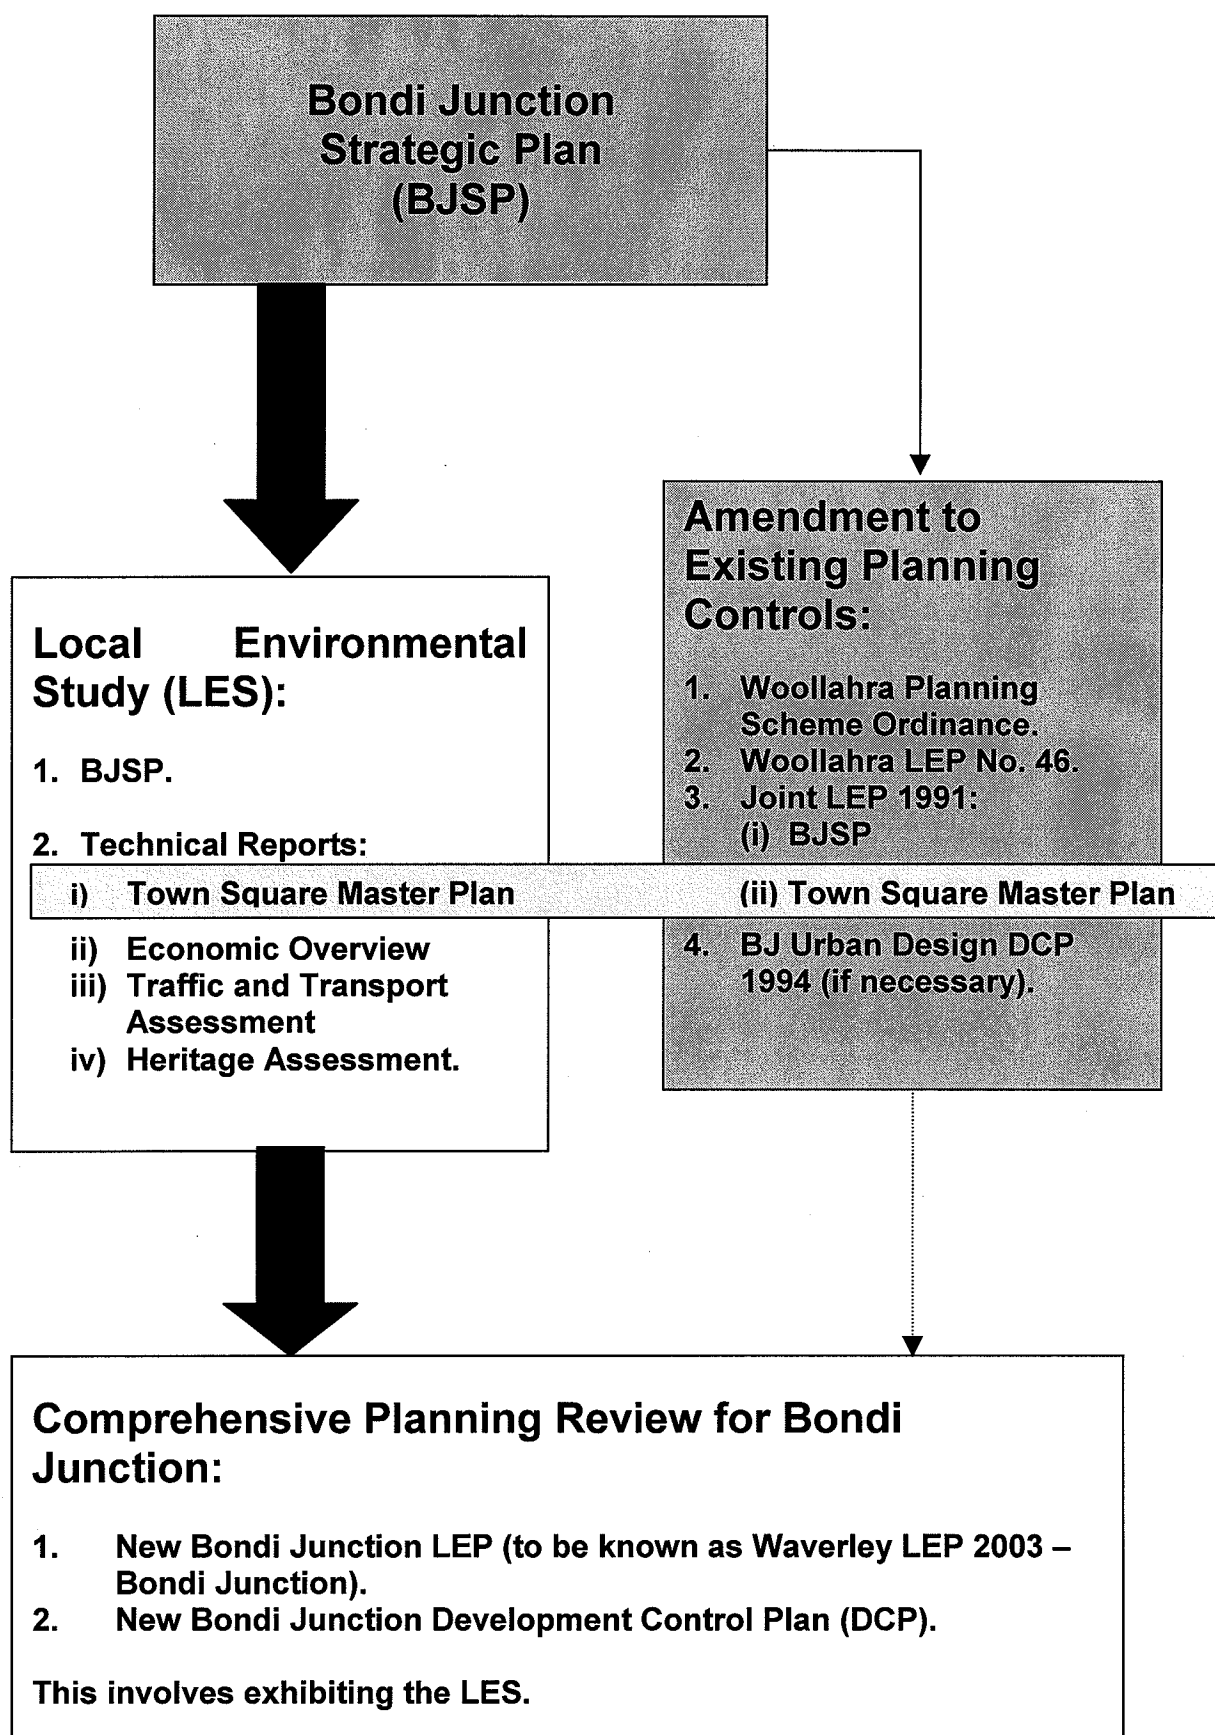 Bondi Junction
Strategic Plan
(BJSP)
Local Environmental
Study (LES):
1. BJSP.
2. Technical Reports:
i) Town Square Master Plan
ii) Economic Overview
iii) Traffic and Transport
Assessment
iv) Heritage Assessment.
Amendment to
Existing Planning
Controls:
1. Woollahra Planning
Scheme Ordinance.
2. Woollahra LEP No. 46.
3. Joint LEP 1991:
(i) BJSP
(ii) Town Square Master Plan
4. BJ Urban Design DCP
1994 (if necessary).
Comprehensive Planning Review for Bondi
Junction:
1. New Bondi Junction LEP (to be known as Waverley LEP 2003 –
Bondi Junction).
2. New Bondi Junction Development Control Plan (DCP).
This involves exhibiting the LES.